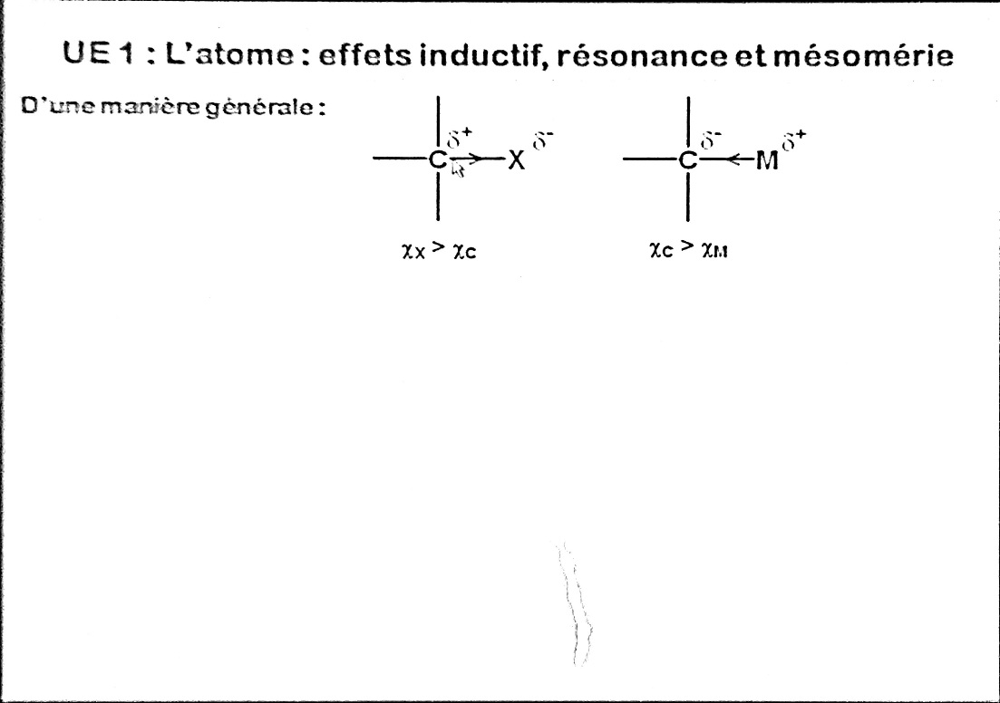 UE 1 : L'atome : effets inductif, résonance et mésomérie
D'une manière générale :
δ+ δ- δ- δ+
C X C M
χx > χc χc > χM